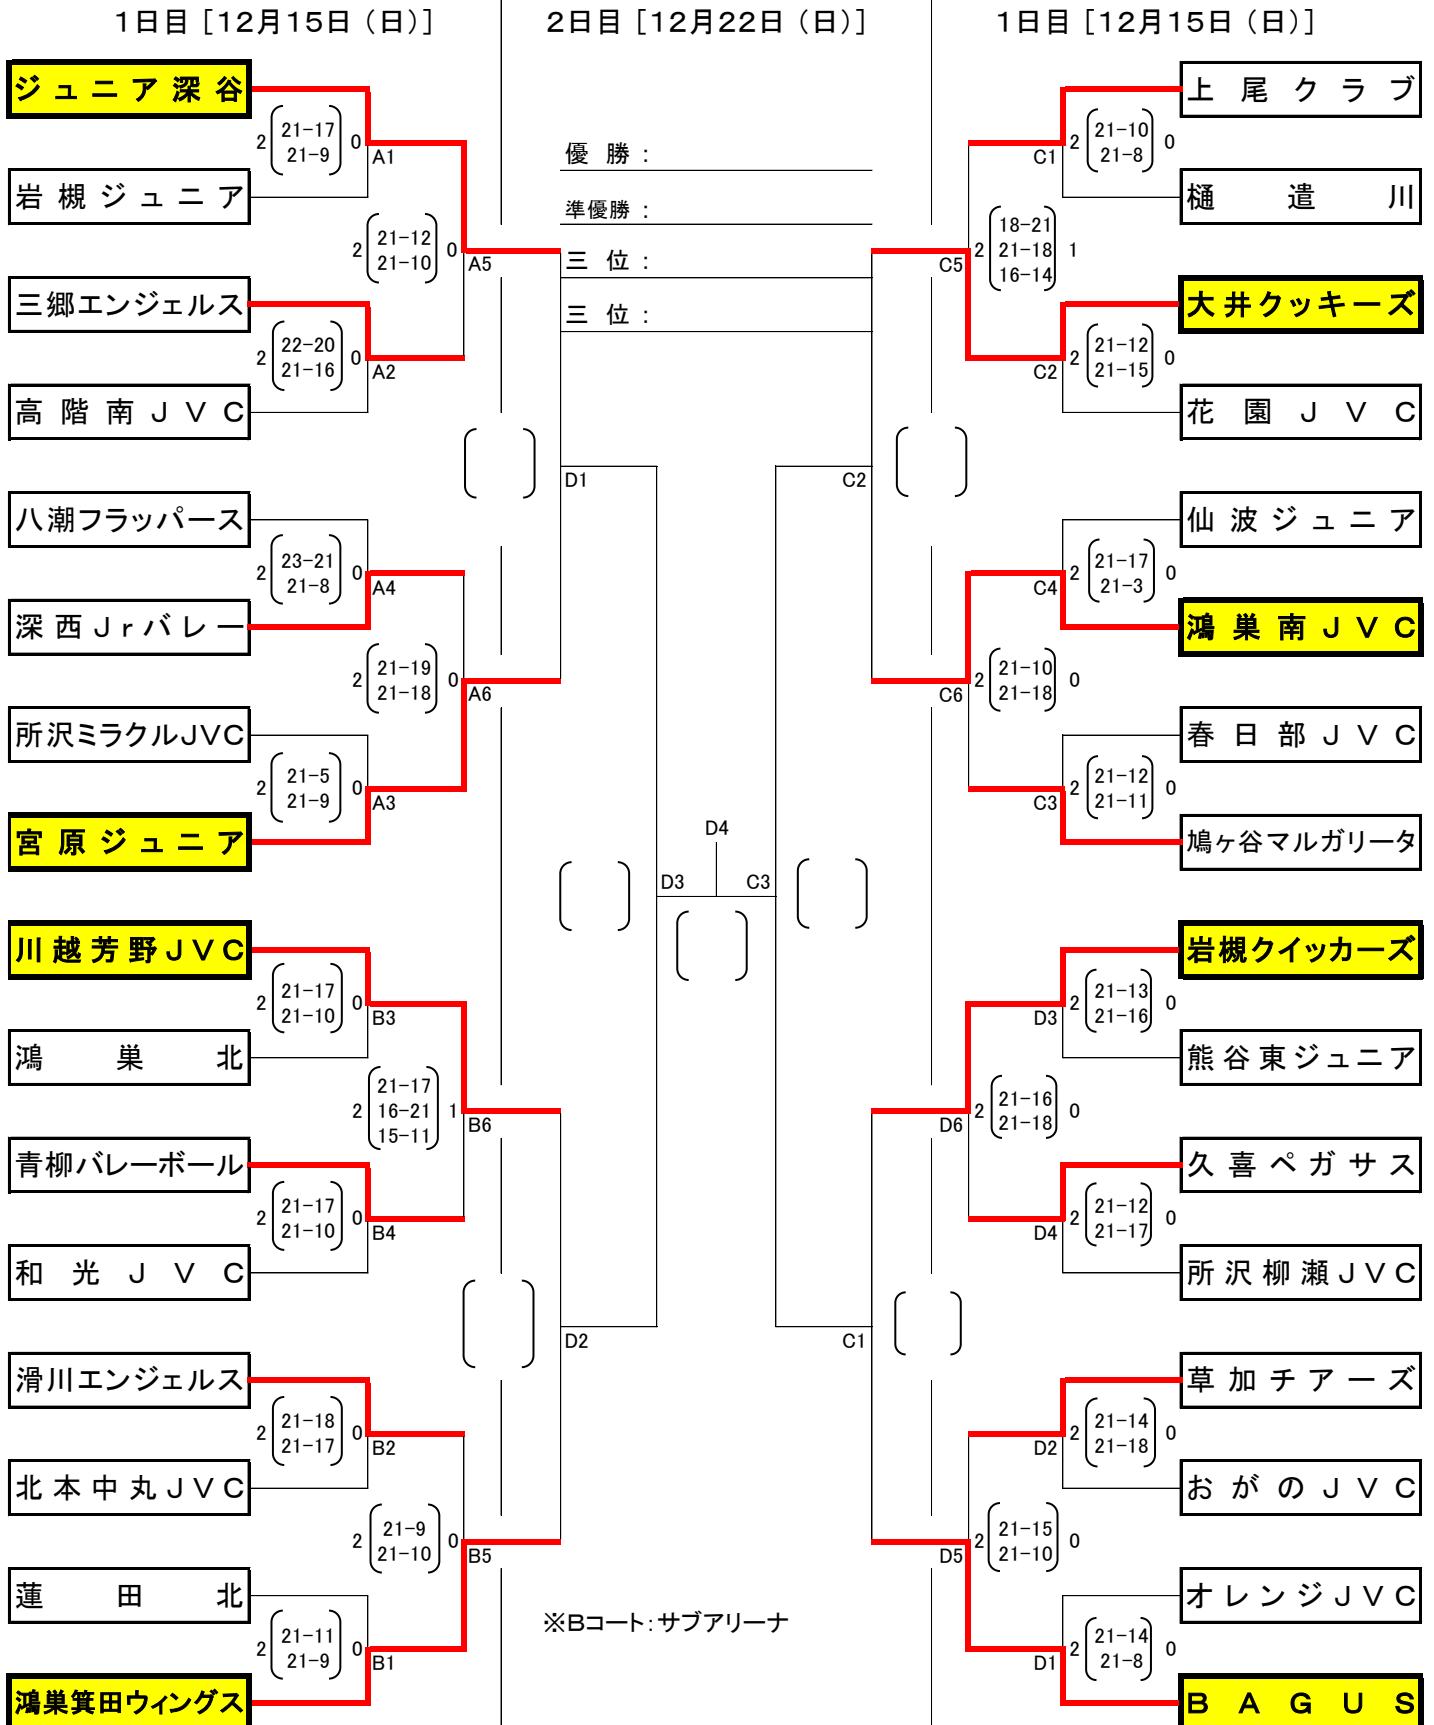 1日目［12月15日（日）］
2日目［12月22日（日）］
1日目［12月15日（日）］
ジュニア深谷
2 21-17 0
21-9
A1
岩槻ジュニア
2 21-12 0
21-10
A5
三郷エンジェルス
2 22-20 0
21-16
A2
高階南JVC
八潮フラッパース
2 23-21 0
21-8
A4
深西Jrバレー
2 21-19 0
21-18
A6
所沢ミラクルJVC
2 21-5 0
21-9
A3
宮原ジュニア
川越芳野JVC
2 21-17 0
21-10
B3
鴻巣北
21-17
2 16-21 1
15-11
B6
青柳バレーボール
2 21-17 0
21-10
B4
和光JVC
滑川エンジェルス
2 21-18 0
21-17
B2
北本中丸JVC
2 21-9 0
21-10
B5
蓮田北
2 21-11 0
21-9
B1
鴻巣箕田ウィングス
優勝：
準優勝：
三位：
三位：
D1
C2
D4
D3
C3
D2
C1
※Bコート：サブアリーナ
上尾クラブ
2 21-10 0
21-8
C1
樋遣川
18-21
2 21-18 1
16-14
C5
大井クッキーズ
2 21-12 0
21-15
C2
花園JVC
仙波ジュニア
2 21-17 0
21-3
C4
鴻巣南JVC
2 21-10 0
21-18
C6
春日部JVC
2 21-12 0
21-11
C3
鳩ヶ谷マルガリータ
岩槻クイッカーズ
2 21-13 0
21-16
D3
熊谷東ジュニア
2 21-16 0
21-18
D6
久喜ペガサス
2 21-12 0
21-17
D4
所沢柳瀬JVC
草加チアーズ
2 21-14 0
21-18
D2
おがのJVC
2 21-15 0
21-10
D5
オレンジJVC
2 21-14 0
21-8
D1
BAGUS